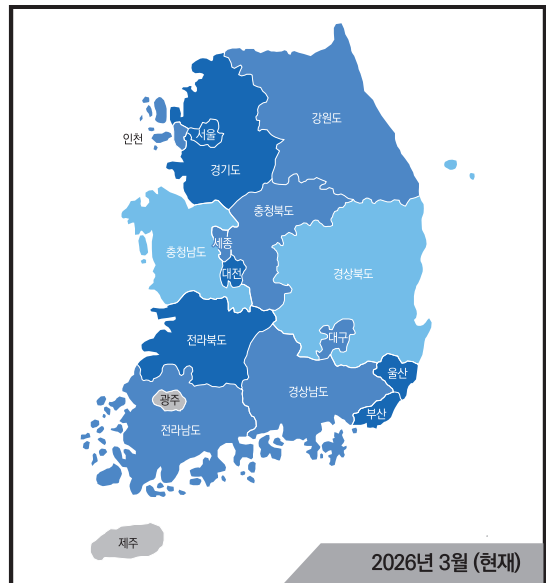 강원도
인천
서울
경기도
충청북도
세종
충청남도
대전
경상북도
전라북도
대구
울산
경상남도
광주
부산
전라남도
제주
2026년 3월 (현재)